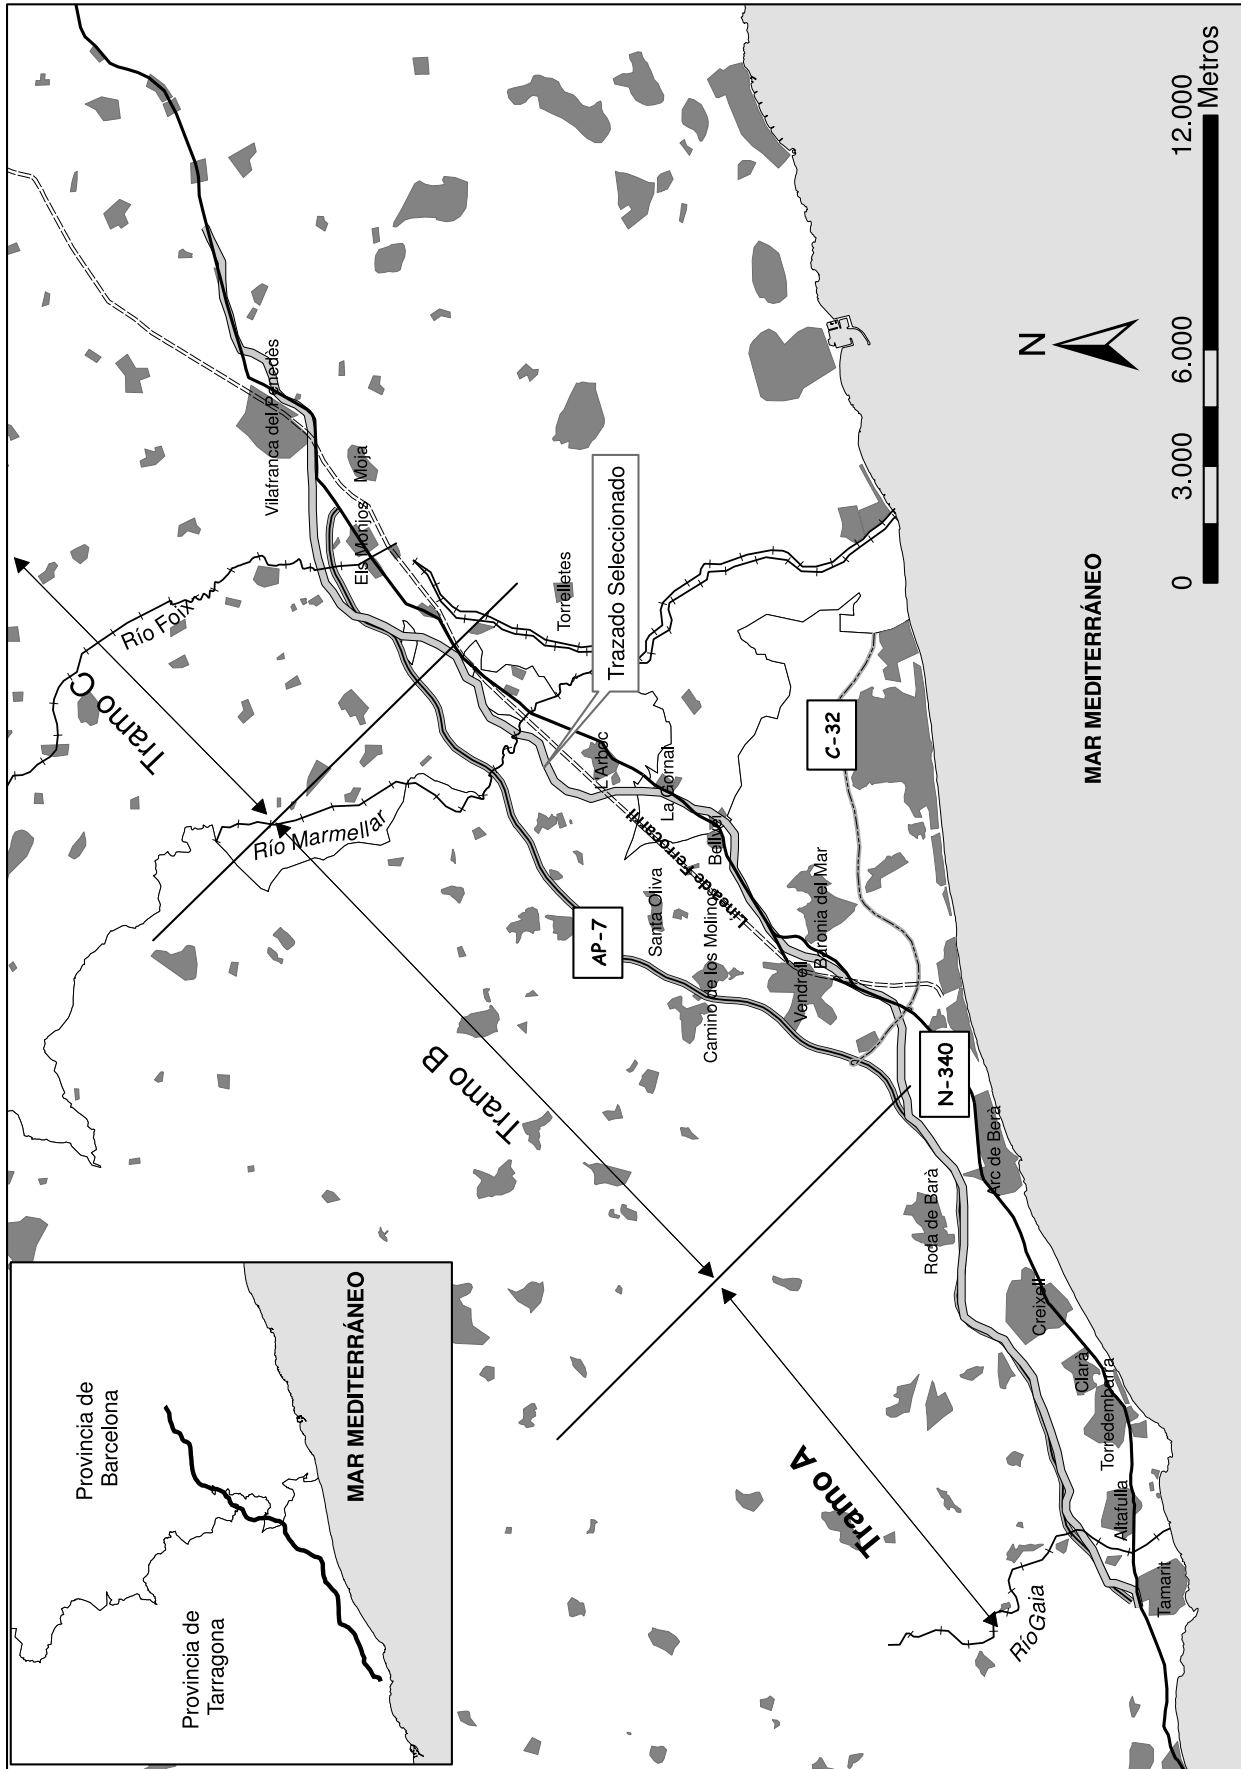 Provincia de
Barcelona
Provincia de
Tarragona
MAR MEDITERRÁNEO
Tramo C
Río Foix
Vilafranca del Penedès
Els Monjos
Moja
Río Marmellar
Torrelletes
Trazado Seleccionado
L'Arboc
La Gornal
Línea de Ferrocarril
Bellvei
AP-7
Santa Oliva
Camino de los Molinos
Tramo B
Vendrell
Baronia del Mar
C-32
N-340
Roda de Barà
Arc de Berà
Creixell
Clarà
Torredembarra
Altafulla
Tamarit
Tramo A
Río Gaia
MAR MEDITERRÁNEO
N
0
3.000
6.000
12.000
Metros